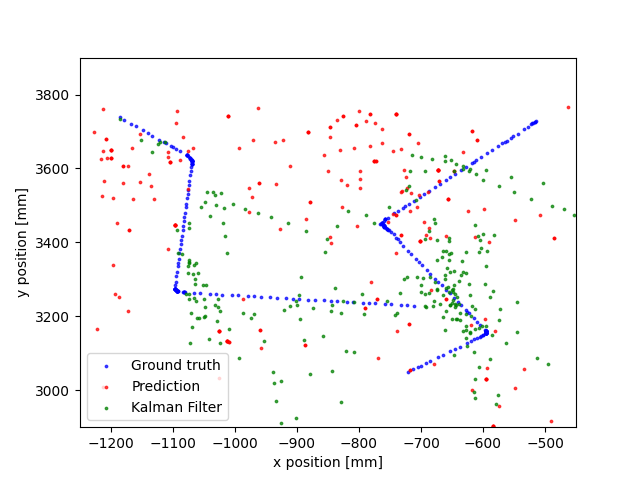 3800
3600
3400
3200
3000
y position [mm]
Ground truth
Prediction
Kalman Filter
−1200 −1100 −1000 −900 −800 −700 −600 −500
x position [mm]